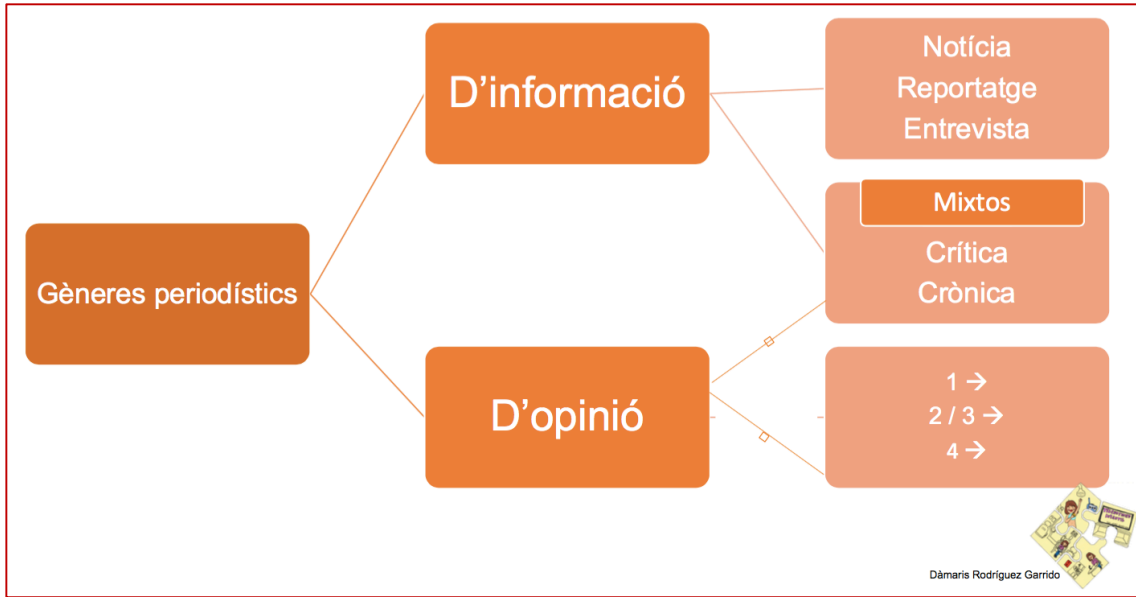 Gèneres periodístics
D’informació
D’opinió
Notícia
Reportatge
Entrevista
Mixtos
Crítica
Crònica
1 →
2 / 3 →
4 →
Dàmaris Rodríguez Garrido